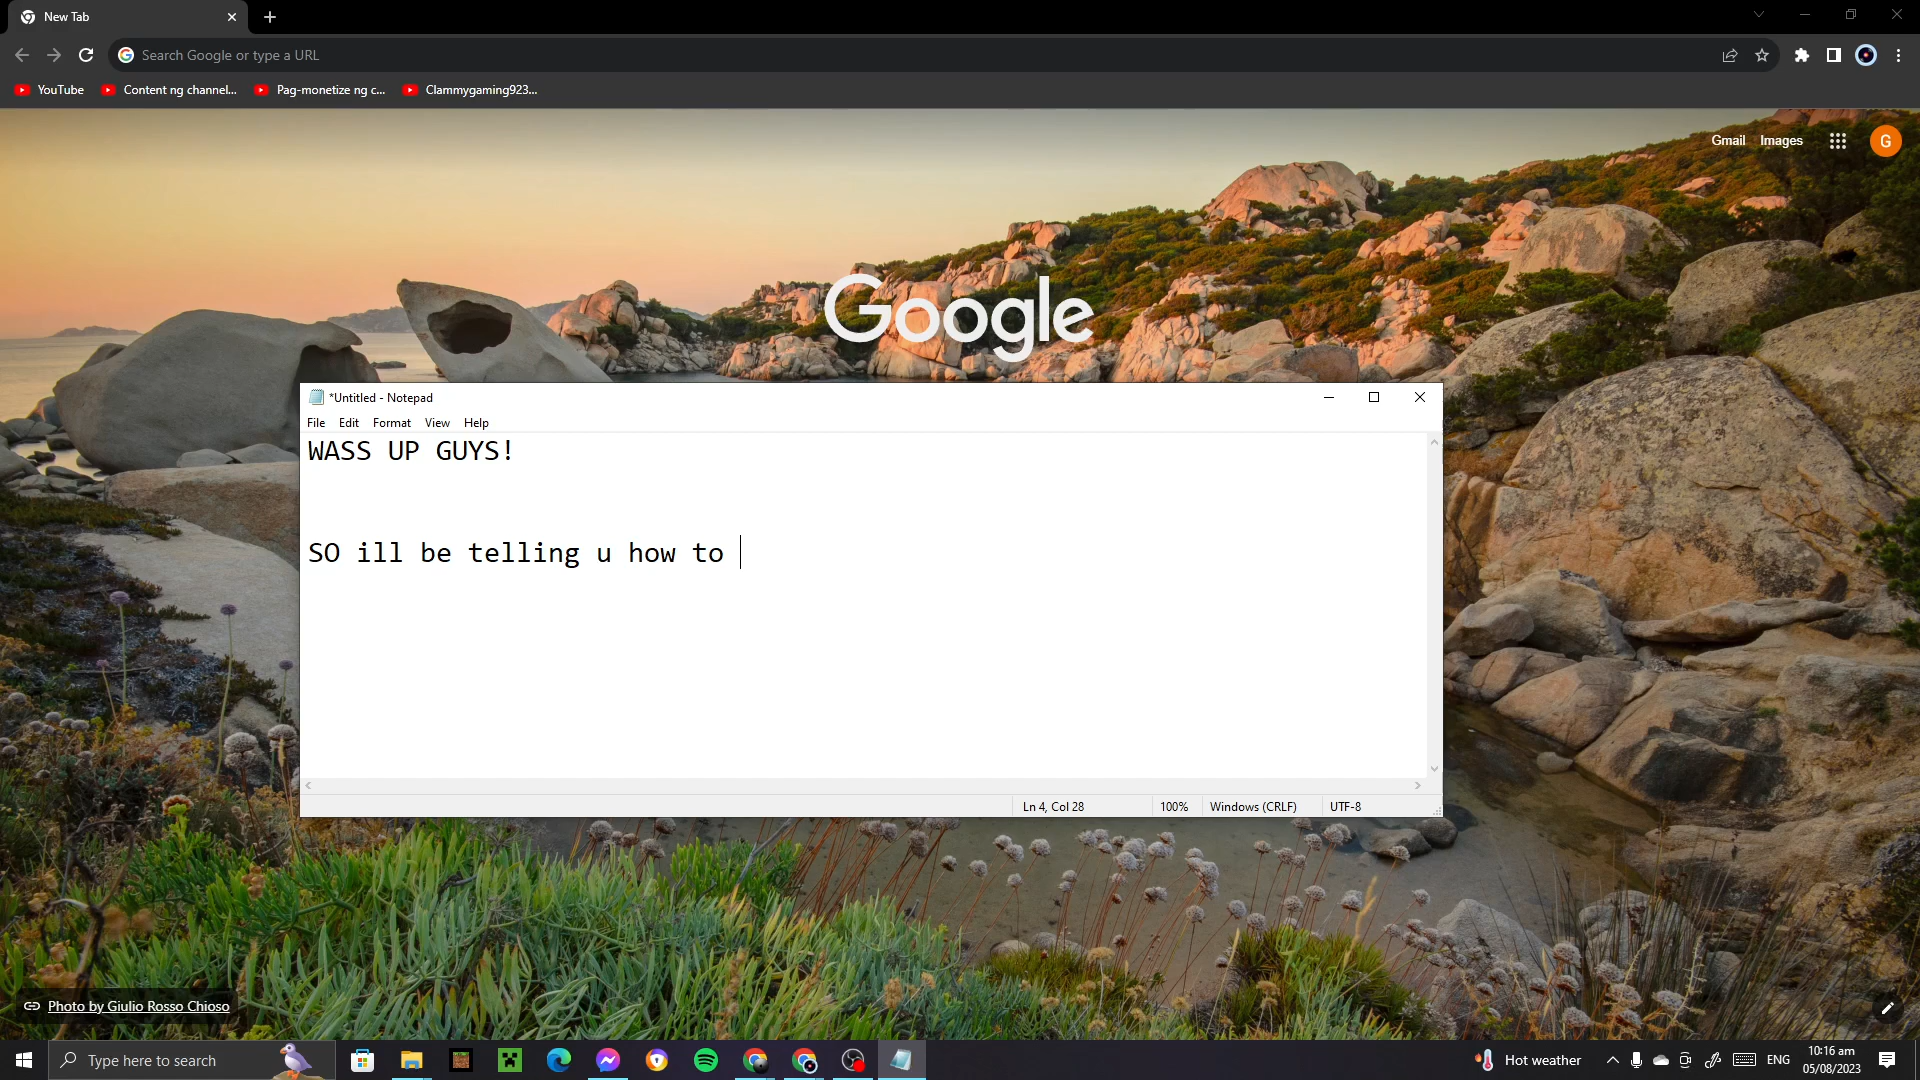 New Tab
Search Google or type a URL
YouTube
Content ng channel...
Pag-monetize ng c...
Clammygaming923...
Gmail
Images
G
Google
*Untitled - Notepad
File Edit Format View Help
WASS UP GUYS!
SO ill be telling u how to
Ln 4, Col 28
100%
Windows (CRLF)
UTF-8
Photo by Giulio Rosso Chioso
Type here to search
Hot weather
ENG
10:16 am
05/08/2023